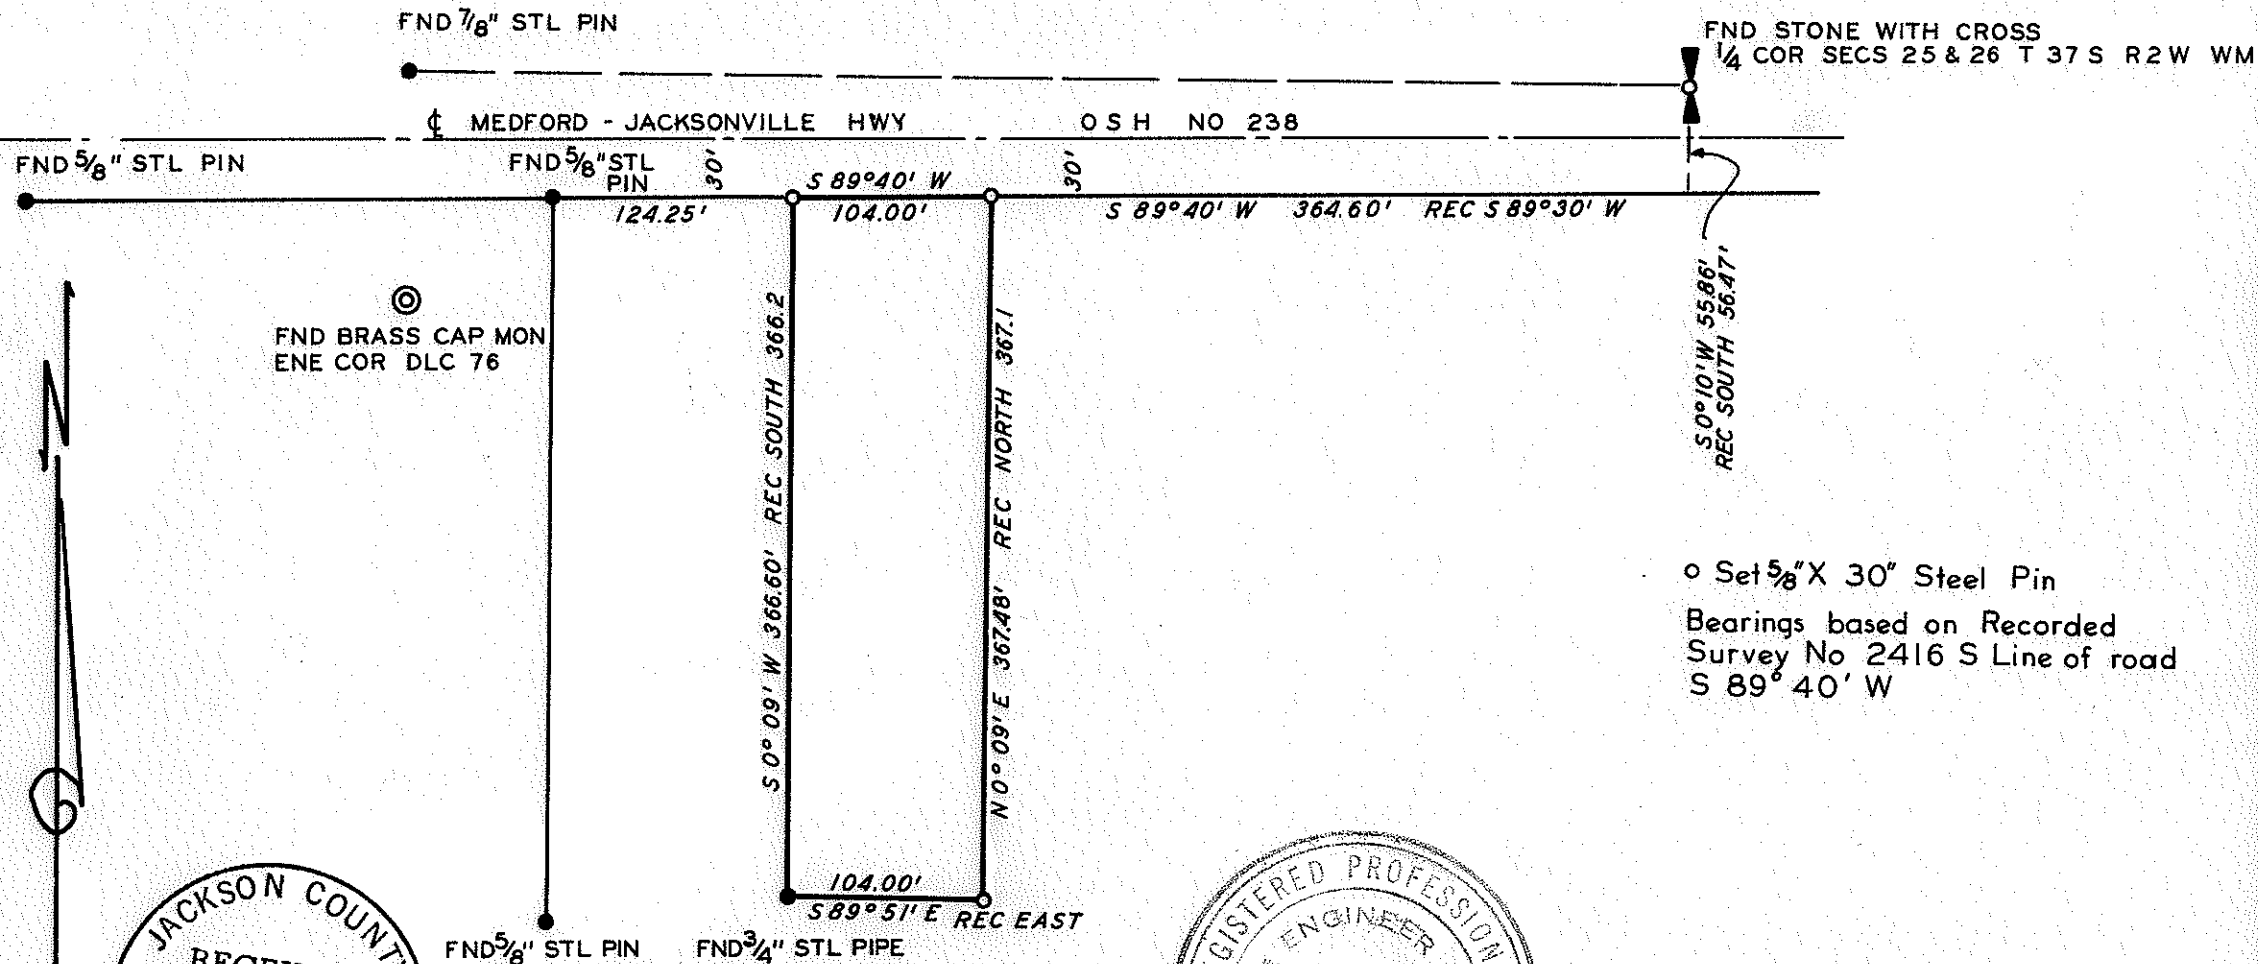 FND 7/8" STL PIN
FND STONE WITH CROSS
1/4 COR SECS 25 & 26 T 37 S R 2 W WM
℄ MEDFORD - JACKSONVILLE HWY OSH NO 238
FND 5/8" STL PIN
FND 5/8" STL
PIN
30'
30'
S 89°40' W
124.25'
104.00'
S 89°40' W 364.60' REC S 89°30' W
S 0°10' W 55.86'
REC SOUTH 56.47'
FND BRASS CAP MON
ENE COR DLC 76
N
S 0° 09' W 366.60' REC SOUTH 366.2
N 0° 09' E 367.48' REC NORTH 367.1
o Set 5/8" X 30" Steel Pin
Bearings based on Recorded
Survey No 2416 S Line of road
S 89° 40' W
104.00'
S 89° 51' E REC EAST
FND 5/8" STL PIN
FND 3/4" STL PIPE
JACKSON COUNTY
REGISTERED PROFESSION
ENGINEER